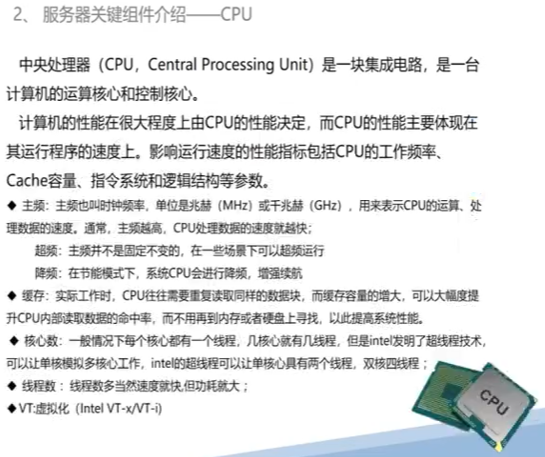 2、 服务器关键组件介绍——CPU
中央处理器（CPU，Central Processing Unit）是一块集成电路，是一台
计算机的运算核心和控制核心。
计算机的性能在很大程度上由CPU的性能决定，而CPU的性能主要体现在
其运行程序的速度上。影响运行速度的性能指标包括CPU的工作频率、
Cache容量、指令系统和逻辑结构等参数。
◆ 主频：主频也叫时钟频率，单位是兆赫（MHz）或千兆赫（GHz），用来表示CPU的运算、处
理数据的速度。通常，主频越高，CPU处理数据的速度就越快；
超频：主频并不是固定不变的，在一些场景下可以超频运行
降频：在节能模式下，系统CPU会进行降频，增强续航
◆ 缓存：实际工作时，CPU往往需要重复读取同样的数据块，而缓存容量的增大，可以大幅度提
升CPU内部读取数据的命中率，而不用再到内存或者硬盘上寻找，以此提高系统性能。
◆ 核心数：一般情况下每个核心都有一个线程，几核心就有几线程，但是intel发明了超线程技术，
可以让单核模拟多核心工作，intel的超线程可以让单核心具有两个线程，双核四线程；
◆ 线程数：线程数多当然速度就快,但功耗就大；
◆VT:虚拟化（Intel VT-x/VT-i)
CPU